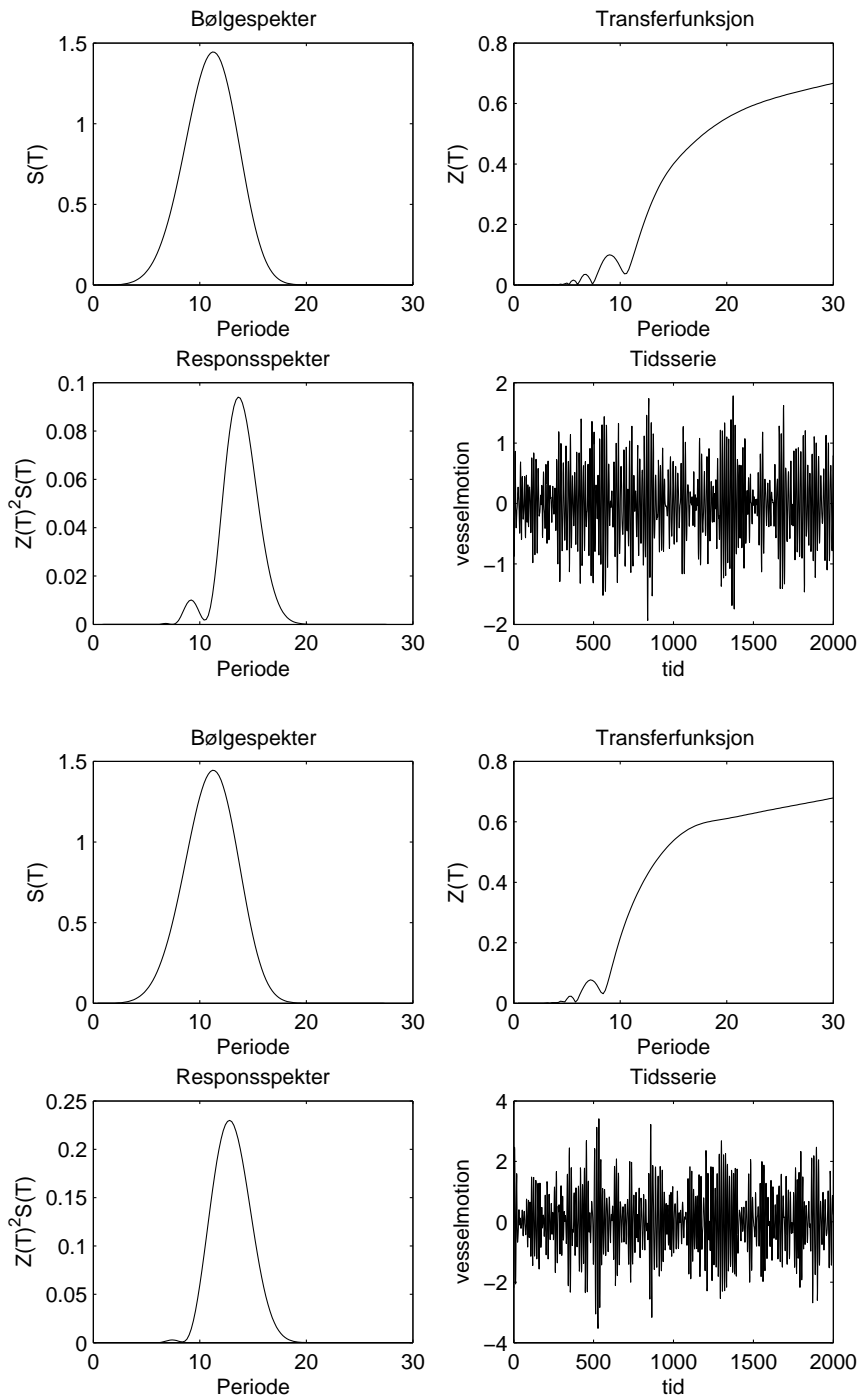 Bølgespekter
1.5
1
0.5
0
S(T)
0 10 20 30
Periode
Transferfunksjon
0.8
0.6
0.4
0.2
0
Z(T)
0 10 20 30
Periode
Responsspekter
0.1
0.08
0.06
0.04
0.02
0
Z(T)²S(T)
0 10 20 30
Periode
Tidsserie
2
1
0
−1
−2
vesselmotion
0 500 1000 1500 2000
tid
Bølgespekter
1.5
1
0.5
0
S(T)
0 10 20 30
Periode
Transferfunksjon
0.8
0.6
0.4
0.2
0
Z(T)
0 10 20 30
Periode
Responsspekter
0.25
0.2
0.15
0.1
0.05
0
Z(T)²S(T)
0 10 20 30
Periode
Tidsserie
4
2
0
−2
−4
vesselmotion
0 500 1000 1500 2000
tid